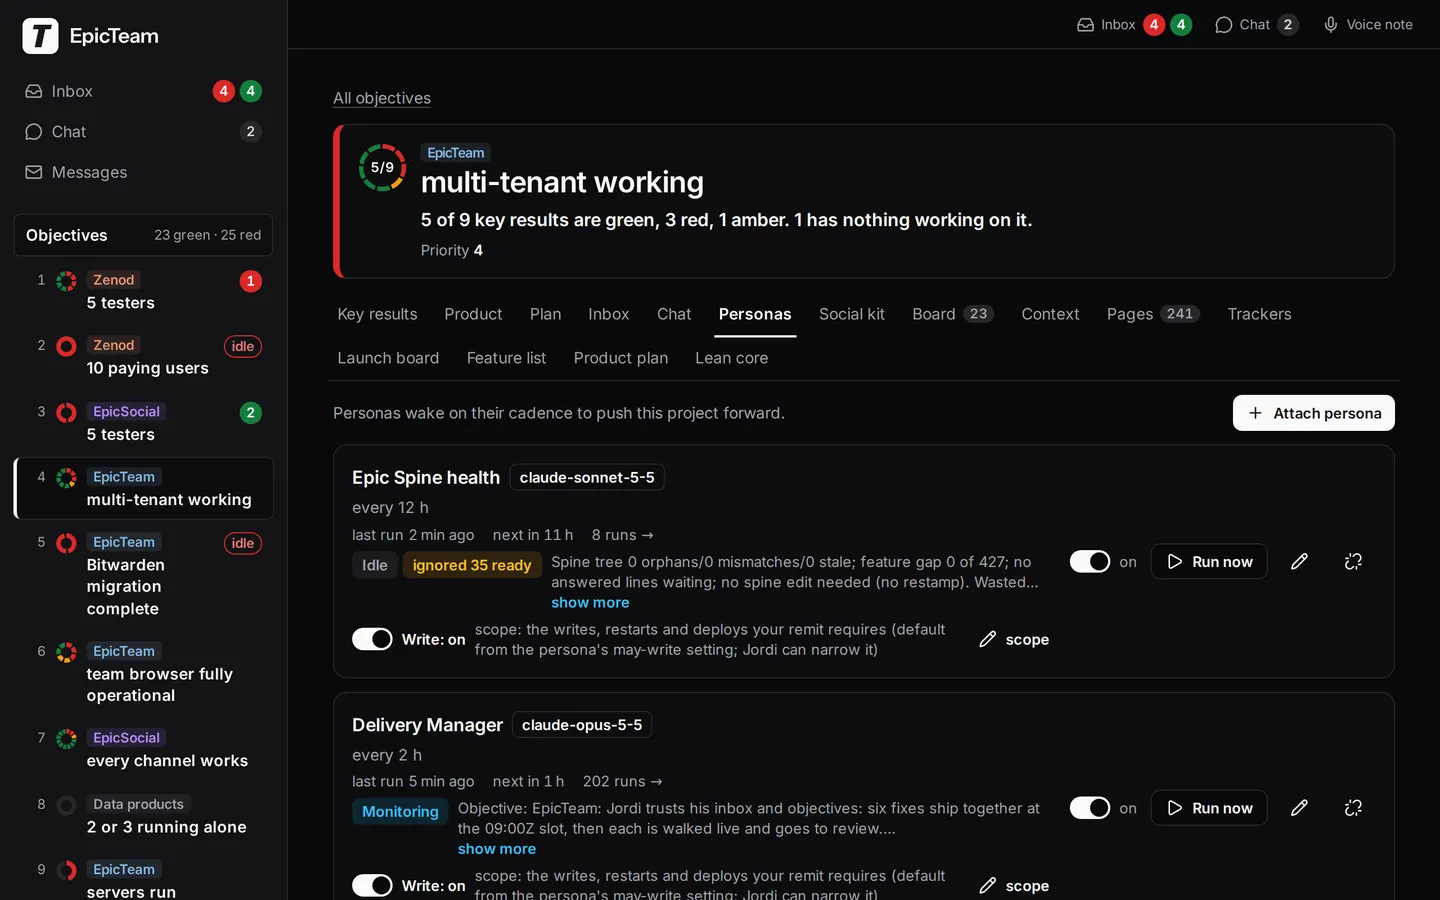 EpicTeam
Inbox 4 4
Chat 2
Messages
Objectives 23 green · 25 red
1 Zenod 1
5 testers
2 Zenod idle
10 paying users
3 EpicSocial 2
5 testers
4 EpicTeam
multi-tenant working
5 EpicTeam idle
Bitwarden
migration
complete
6 EpicTeam
team browser fully
operational
7 EpicSocial
every channel works
8 Data products
2 or 3 running alone
9 EpicTeam
servers run
Inbox 4 4 Chat 2 Voice note
All objectives
5/9
EpicTeam
multi-tenant working
5 of 9 key results are green, 3 red, 1 amber. 1 has nothing working on it.
Priority 4
Key results Product Plan Inbox Chat Personas Social kit Board 23 Context Pages 241 Trackers
Launch board Feature list Product plan Lean core
Personas wake on their cadence to push this project forward.
+ Attach persona
Epic Spine health claude-sonnet-5-5
every 12 h
last run 2 min ago next in 11 h 8 runs →
Idle ignored 35 ready
Spine tree 0 orphans/0 mismatches/0 stale; feature gap 0 of 427; no
answered lines waiting; no spine edit needed (no restamp). Wasted...
show more
on Run now
Write: on
scope: the writes, restarts and deploys your remit requires (default
from the persona's may-write setting; Jordi can narrow it)
scope
Delivery Manager claude-opus-5-5
every 2 h
last run 5 min ago next in 1 h 202 runs →
Monitoring
Objective: EpicTeam: Jordi trusts his inbox and objectives: six fixes ship together at
the 09:00Z slot, then each is walked live and goes to review....
show more
on Run now
Write: on
scope: the writes, restarts and deploys your remit requires (default
from the persona's may-write setting; Jordi can narrow it)
scope